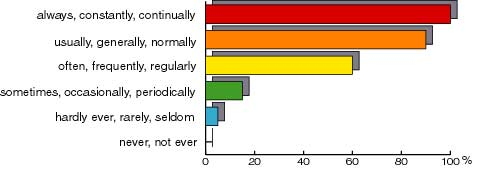 always, constantly, continually
usually, generally, normally
often, frequently, regularly
sometimes, occasionally, periodically
hardly ever, rarely, seldom
never, not ever
0 20 40 60 80 100 %